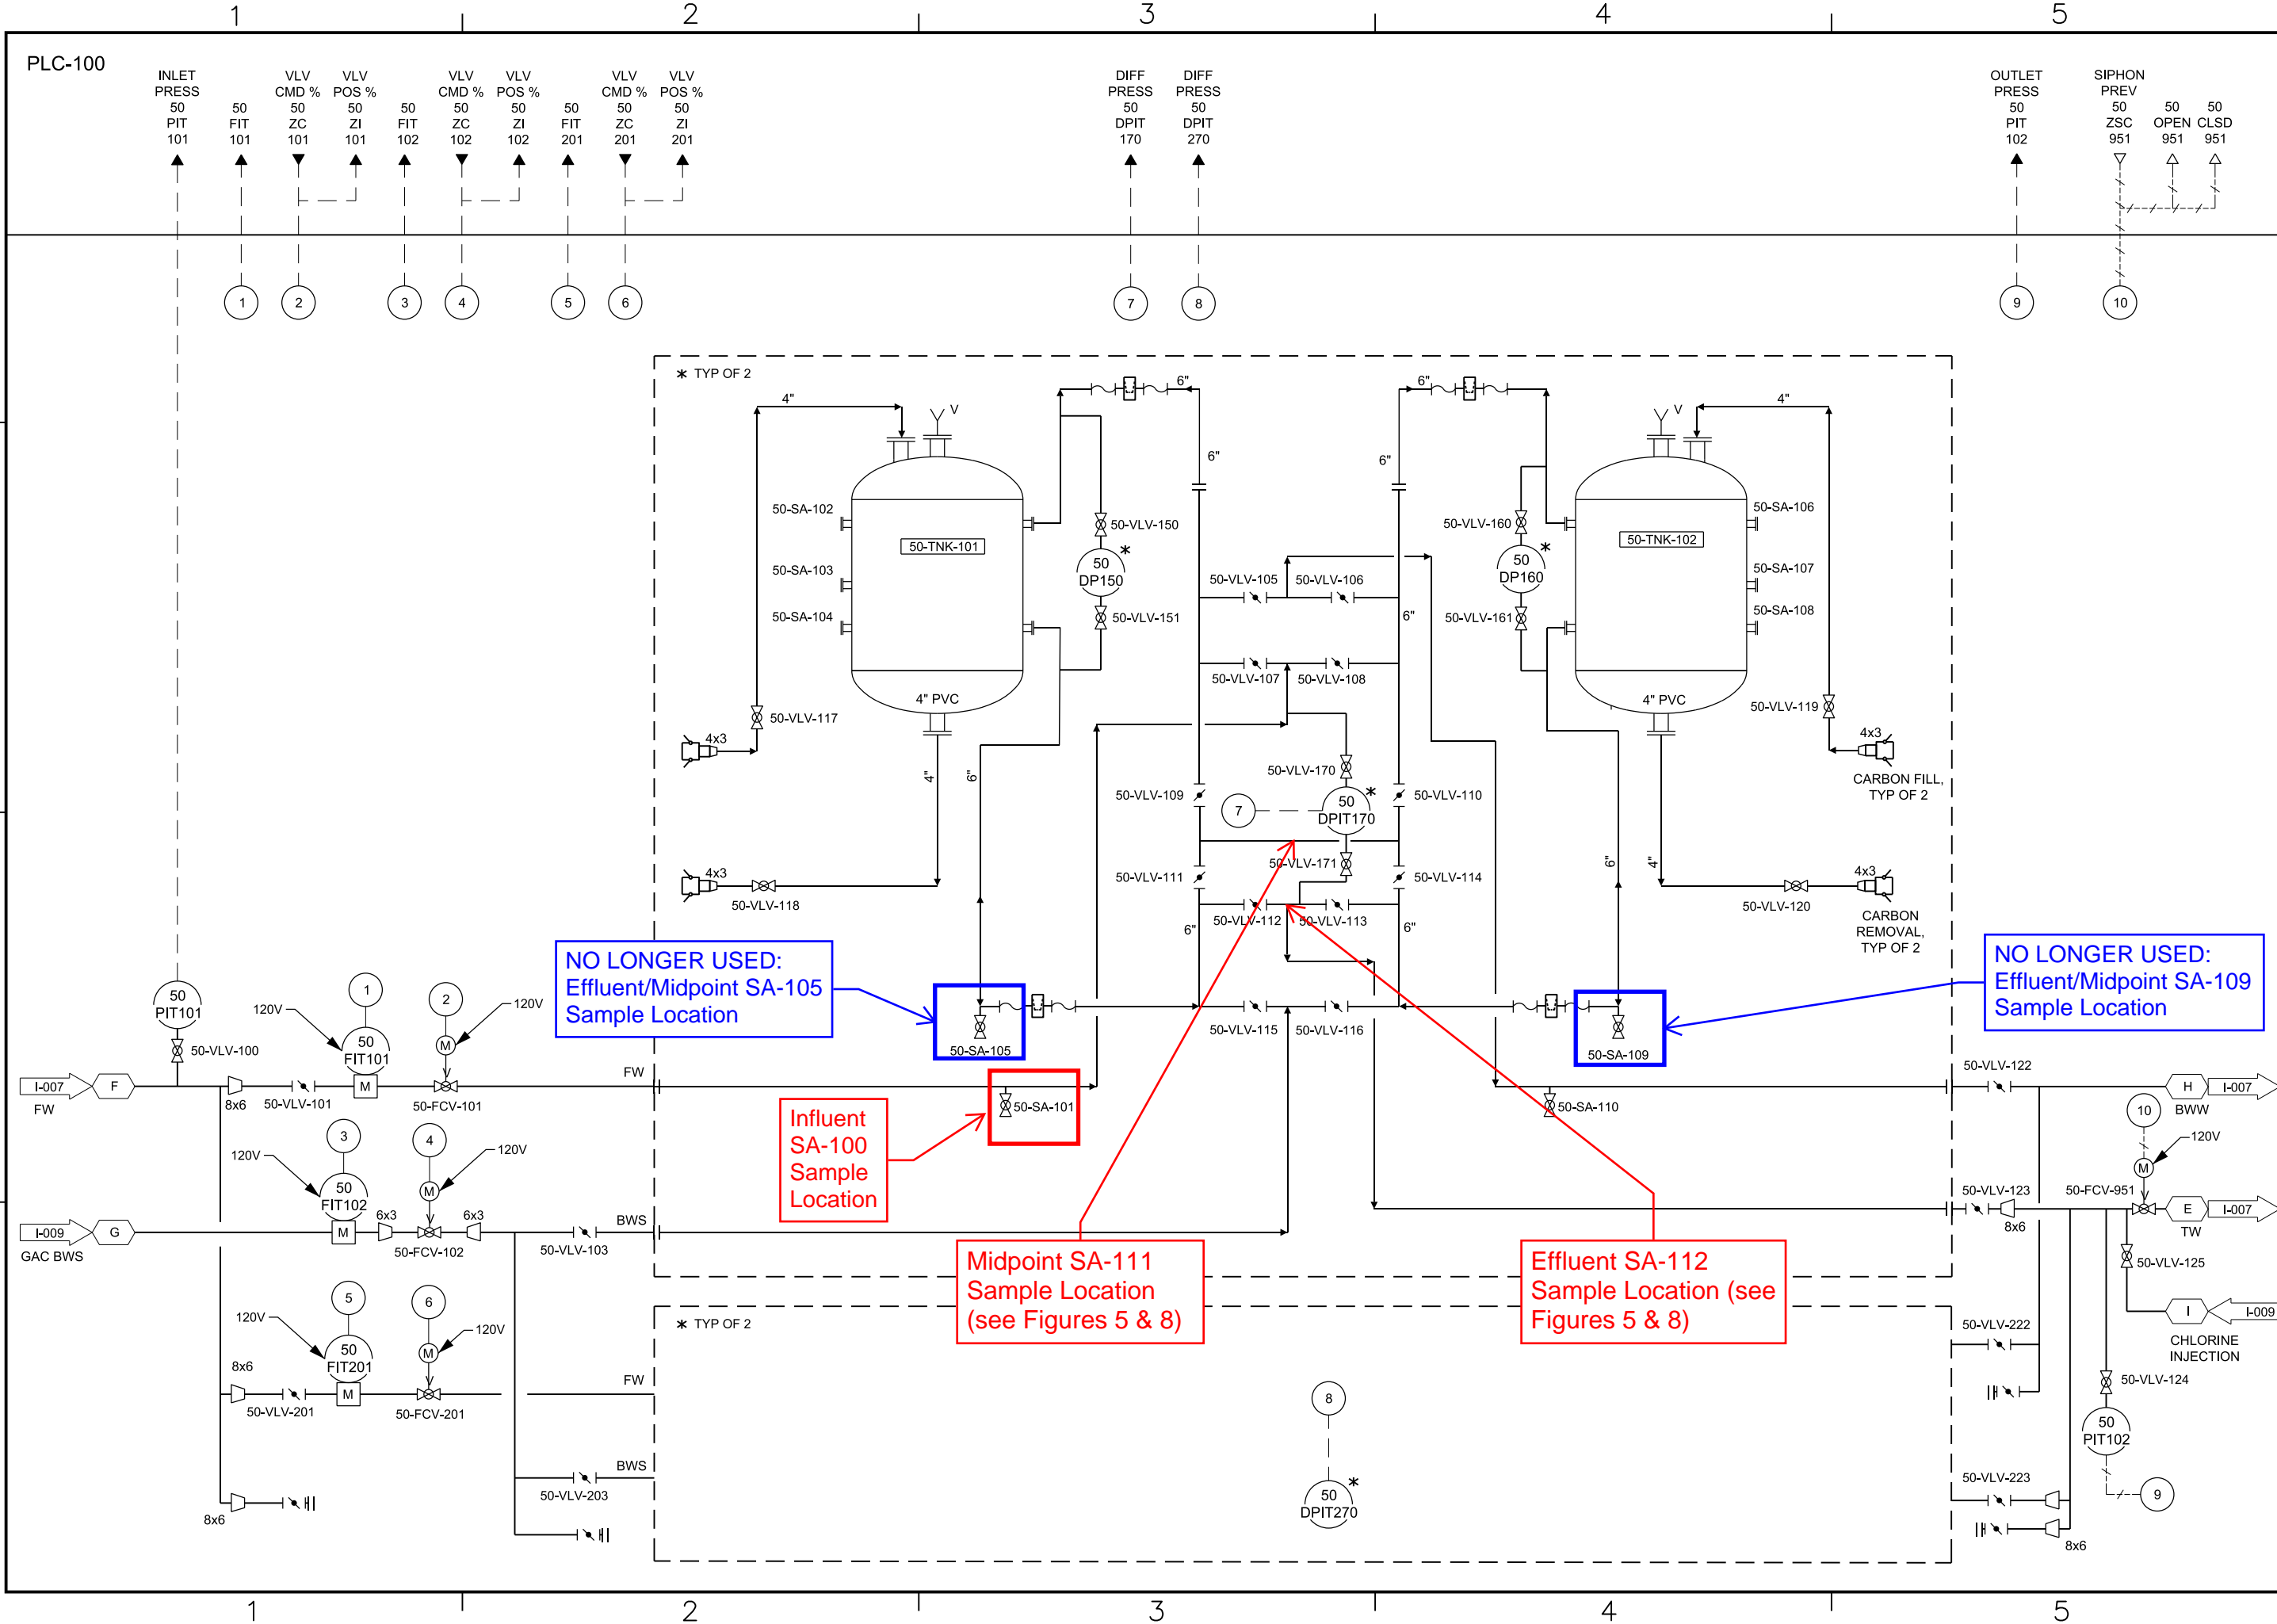 1
2
3
4
5
PLC-100
INLET
PRESS
50
PIT
101
50
FIT
101
VLV
CMD %
50
ZC
101
VLV
POS %
50
ZI
101
50
FIT
102
VLV
CMD %
50
ZC
102
VLV
POS %
50
ZI
102
50
FIT
201
VLV
CMD %
50
ZC
201
VLV
POS %
50
ZI
201
DIFF
PRESS
50
DPIT
170
DIFF
PRESS
50
DPIT
270
OUTLET
PRESS
50
PIT
102
SIPHON
PREV
50
ZSC
951
50
OPEN
951
50
CLSD
951
1
2
3
4
5
6
7
8
9
10
* TYP OF 2
4"
V
6"
6"
V
4"
6"
6"
50-SA-102
50-SA-103
50-SA-104
50-TNK-101
4" PVC
50-VLV-150
50
DP150
*
50-VLV-151
50-VLV-160
50
DP160
*
50-VLV-161
50-TNK-102
4" PVC
50-SA-106
50-SA-107
50-SA-108
50-VLV-105
50-VLV-106
6"
50-VLV-107
50-VLV-108
50-VLV-117
4x3
50-VLV-119
4x3
CARBON FILL,
TYP OF 2
4"
6"
50-VLV-170
50-VLV-109
7
50
DPIT170
*
50-VLV-110
50-VLV-171
50-VLV-111
50-VLV-114
6"
4"
4x3
50-VLV-118
50-VLV-112
50-VLV-113
6"
6"
4x3
50-VLV-120
CARBON
REMOVAL,
TYP OF 2
NO LONGER USED:
Effluent/Midpoint SA-105
Sample Location
NO LONGER USED:
Effluent/Midpoint SA-109
Sample Location
50-SA-105
50-VLV-115
50-VLV-116
50-SA-109
50
PIT101
50-VLV-100
120V
1
50
FIT101
M
2
M
120V
I-007
F
FW
8x6
50-VLV-101
50-FCV-101
FW
50-SA-101
Influent
SA-100
Sample
Location
50-SA-110
50-VLV-122
H
I-007
BWW
120V
3
50
FIT102
M
4
M
120V
I-009
G
GAC BWS
6x3
50-FCV-102
6x3
50-VLV-103
BWS
10
M
120V
50-VLV-123
8x6
50-FCV-951
E
I-007
TW
50-VLV-125
I
I-009
CHLORINE
INJECTION
Midpoint SA-111
Sample Location
(see Figures 5 & 8)
Effluent SA-112
Sample Location (see
Figures 5 & 8)
* TYP OF 2
120V
5
50
FIT201
M
6
M
120V
8x6
50-VLV-201
50-FCV-201
FW
BWS
50-VLV-203
8x6
8
50
DPIT270
*
50-VLV-222
50-VLV-124
50
PIT102
9
50-VLV-223
8x6
1
2
3
4
5